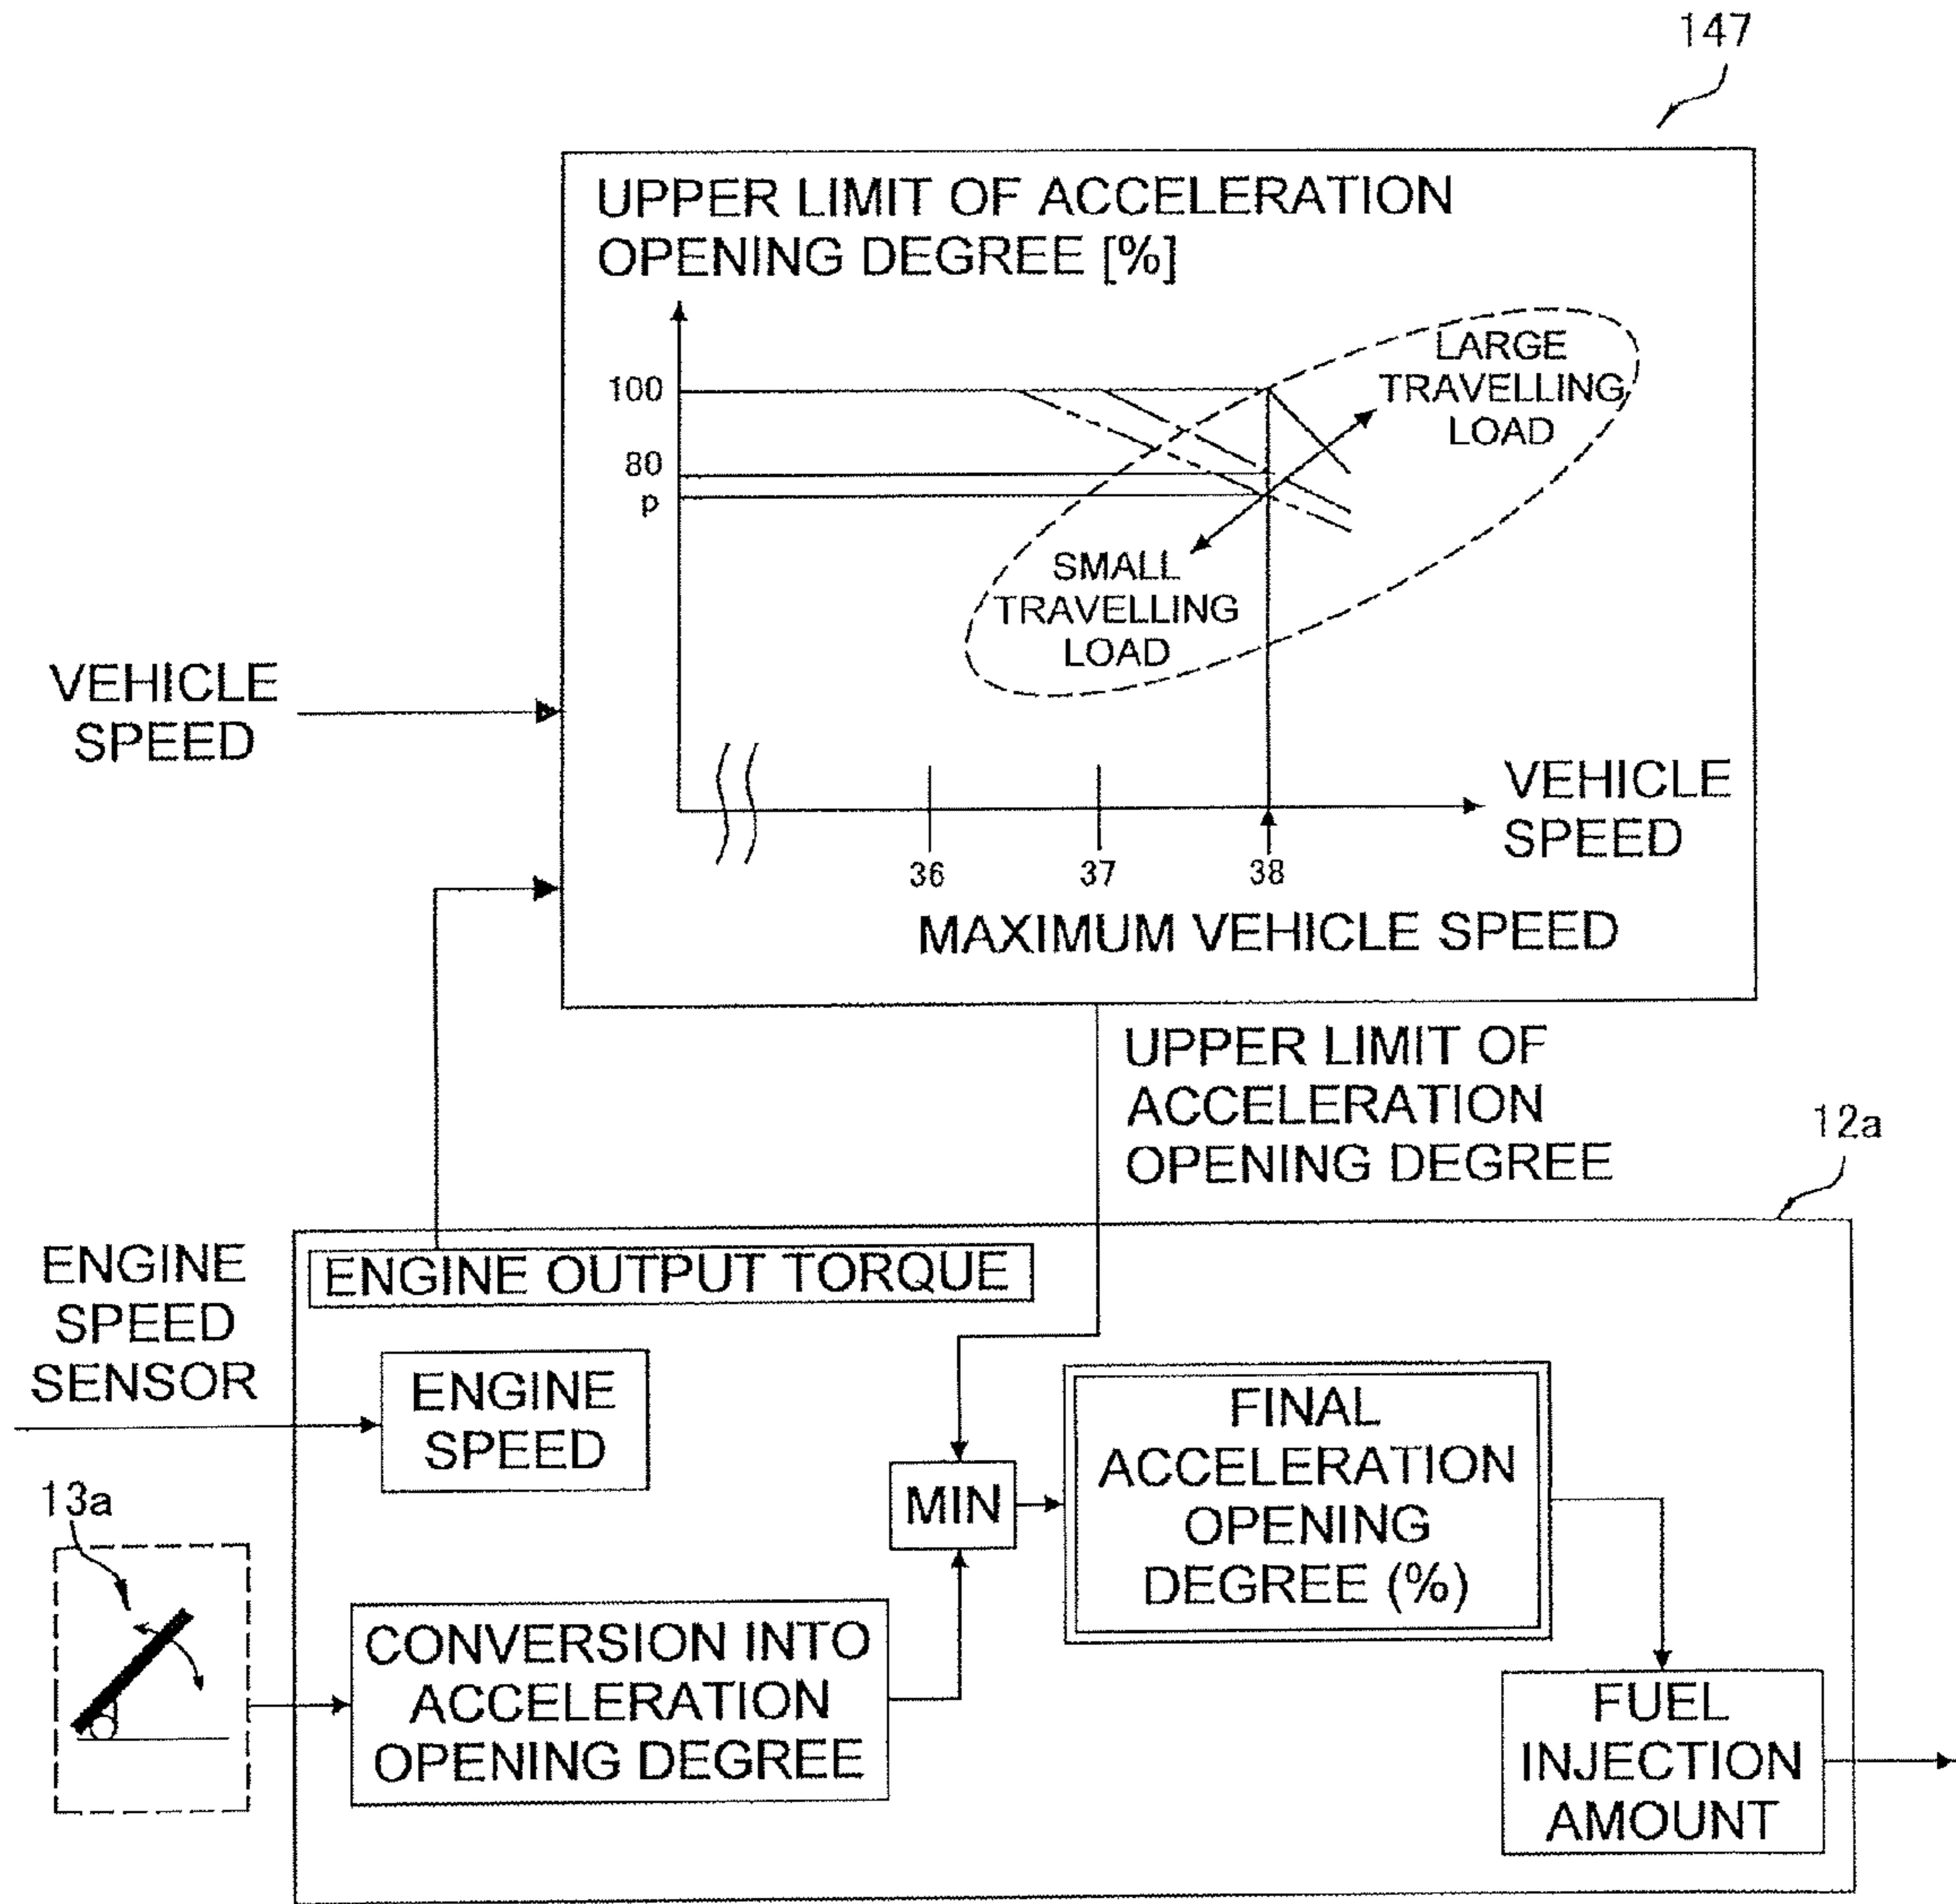 147
UPPER LIMIT OF ACCELERATION
OPENING DEGREE [%]
100
80
p
LARGE
TRAVELLING
LOAD
SMALL
TRAVELLING
LOAD
VEHICLE
SPEED
VEHICLE
SPEED
36
37
38
MAXIMUM VEHICLE SPEED
UPPER LIMIT OF
ACCELERATION
OPENING DEGREE
12a
ENGINE OUTPUT TORQUE
ENGINE
SPEED
SENSOR
ENGINE
SPEED
MIN
FINAL
ACCELERATION
OPENING
DEGREE (%)
13a
CONVERSION INTO
ACCELERATION
OPENING DEGREE
FUEL
INJECTION
AMOUNT